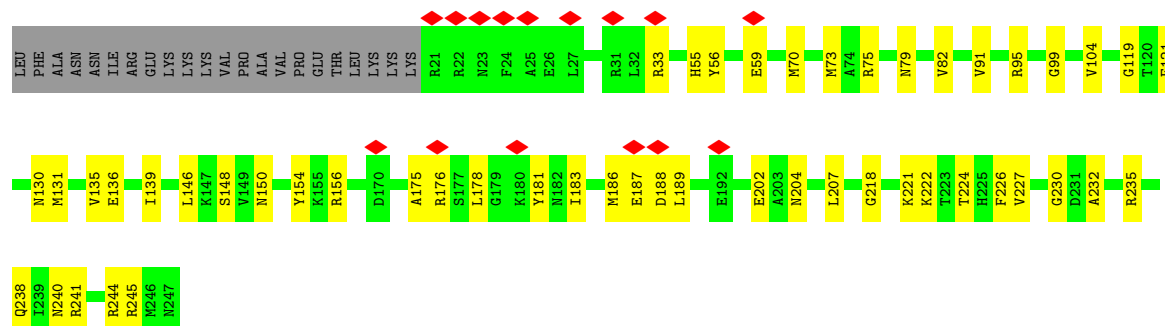 LEU PHE ALA ASN ASN ILE ARG GLU LYS LYS LYS VAL PRO ALA VAL PRO GLU THR LEU LYS LYS LYS R21 R22 N23 F24 A25 E26 L27 R31 L32 R33 H55 Y56 E59 M70 M73 A74 R75 N79 V82 V91 R95 G99 V104 G119 T120
N130 M131 V135 E136 I139 L146 K147 S148 V149 N150 Y154 K155 R156 D170 A175 R176 S177 L178 G179 K180 Y181 N182 I183 M186 E187 D188 L189 E192 E202 A203 N204 L207 G218 K221 K222 T223 T224 H225 F226 V227 G230 D231 A232 R235
Q238 I239 N240 R241 R244 R245 M246 N247